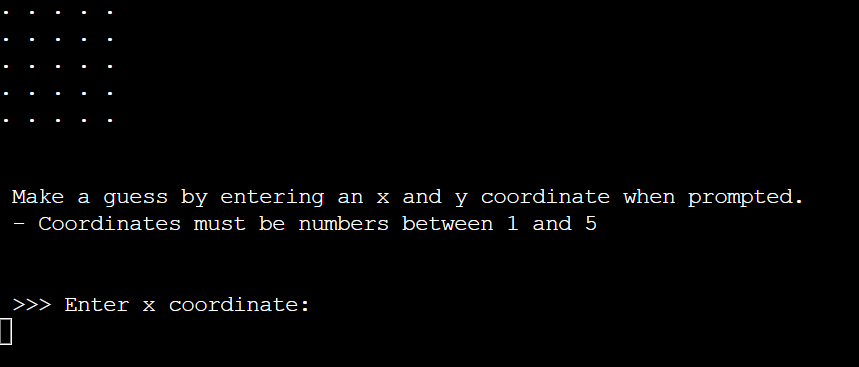 . . . . .
. . . . .
. . . . .
. . . . .
. . . . .
Make a guess by entering an x and y coordinate when prompted.
- Coordinates must be numbers between 1 and 5
>>> Enter x coordinate: